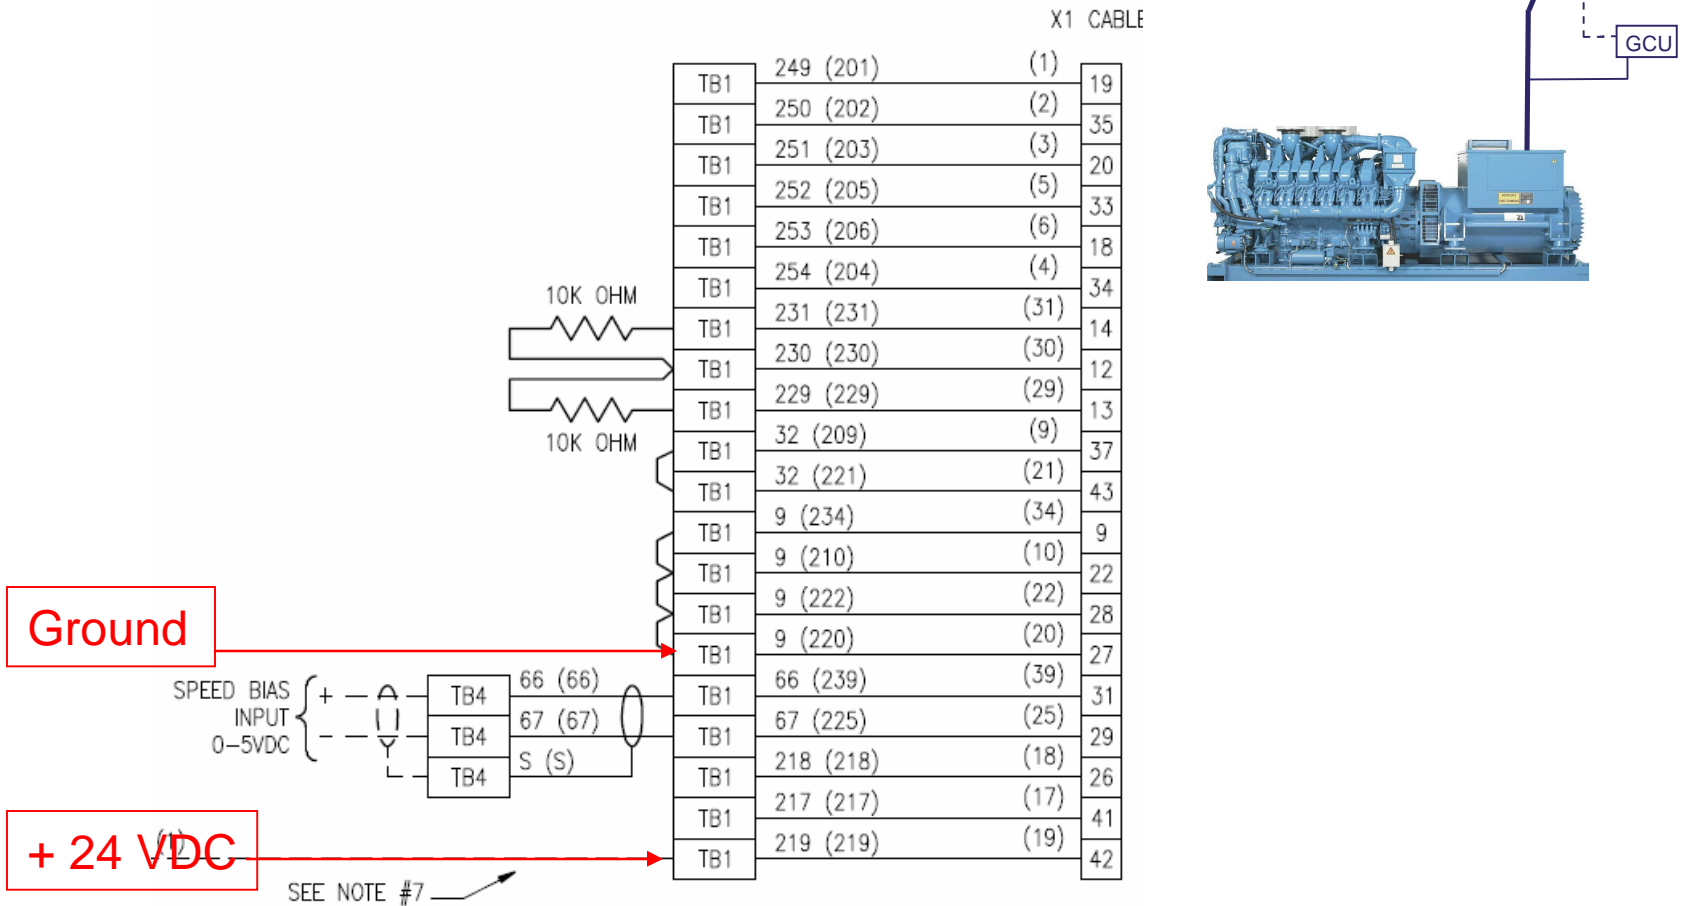 X1 CABLE
GCU
TB1 249 (201) (1) 19
TB1 250 (202) (2) 35
TB1 251 (203) (3) 20
TB1 252 (205) (5) 33
TB1 253 (206) (6) 18
TB1 254 (204) (4) 34
10K OHM
TB1 231 (231) (31) 14
TB1 230 (230) (30) 12
TB1 229 (229) (29) 13
10K OHM
TB1 32 (209) (9) 37
TB1 32 (221) (21) 43
TB1 9 (234) (34) 9
TB1 9 (210) (10) 22
TB1 9 (222) (22) 28
Ground
TB1 9 (220) (20) 27
SPEED BIAS
INPUT
0-5VDC
+ TB4 66 (66) TB1 66 (239) (39) 31
- TB4 67 (67) TB1 67 (225) (25) 29
TB4 S (S) TB1 218 (218) (18) 26
TB1 217 (217) (17) 41
+ 24 VDC
(1)
TB1 219 (219) (19) 42
SEE NOTE #7